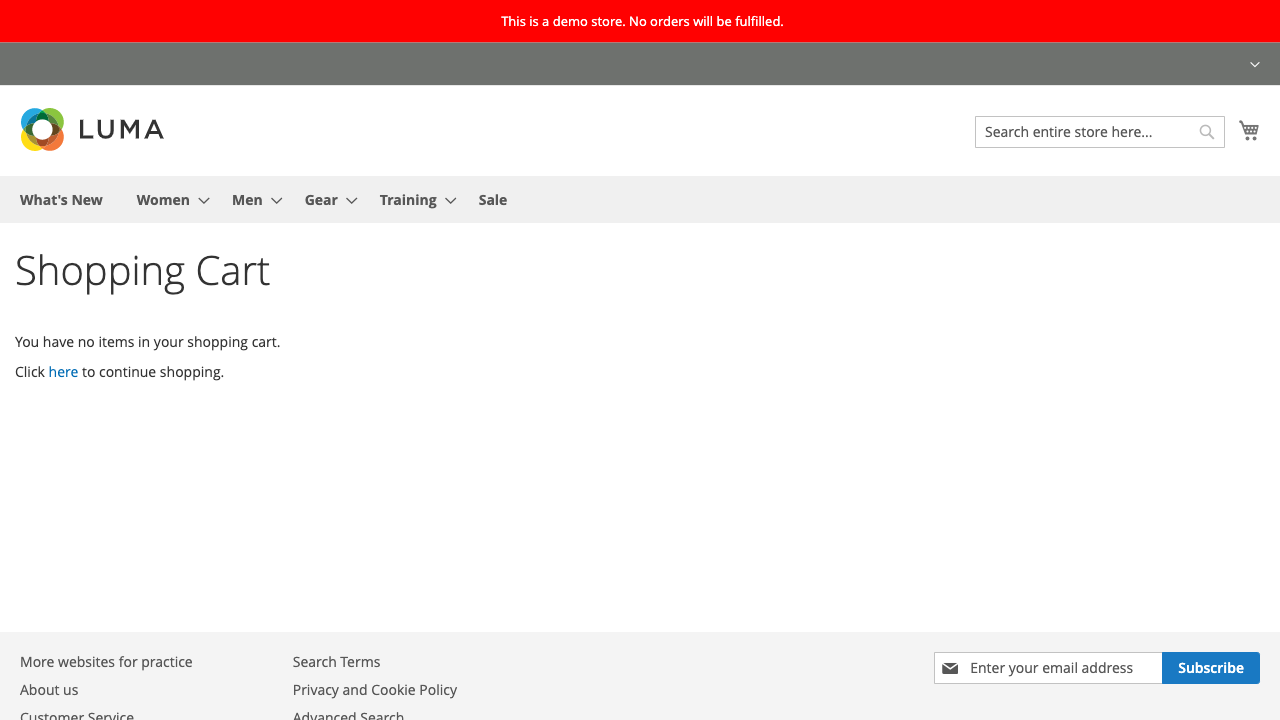 This is a demo store. No orders will be fulfilled.
LUMA
Search entire store here...
What's New Women Men Gear Training Sale
Shopping Cart
You have no items in your shopping cart.
Click here to continue shopping.
More websites for practice
About us
Customer Service
Search Terms
Privacy and Cookie Policy
Advanced Search
Enter your email address
Subscribe